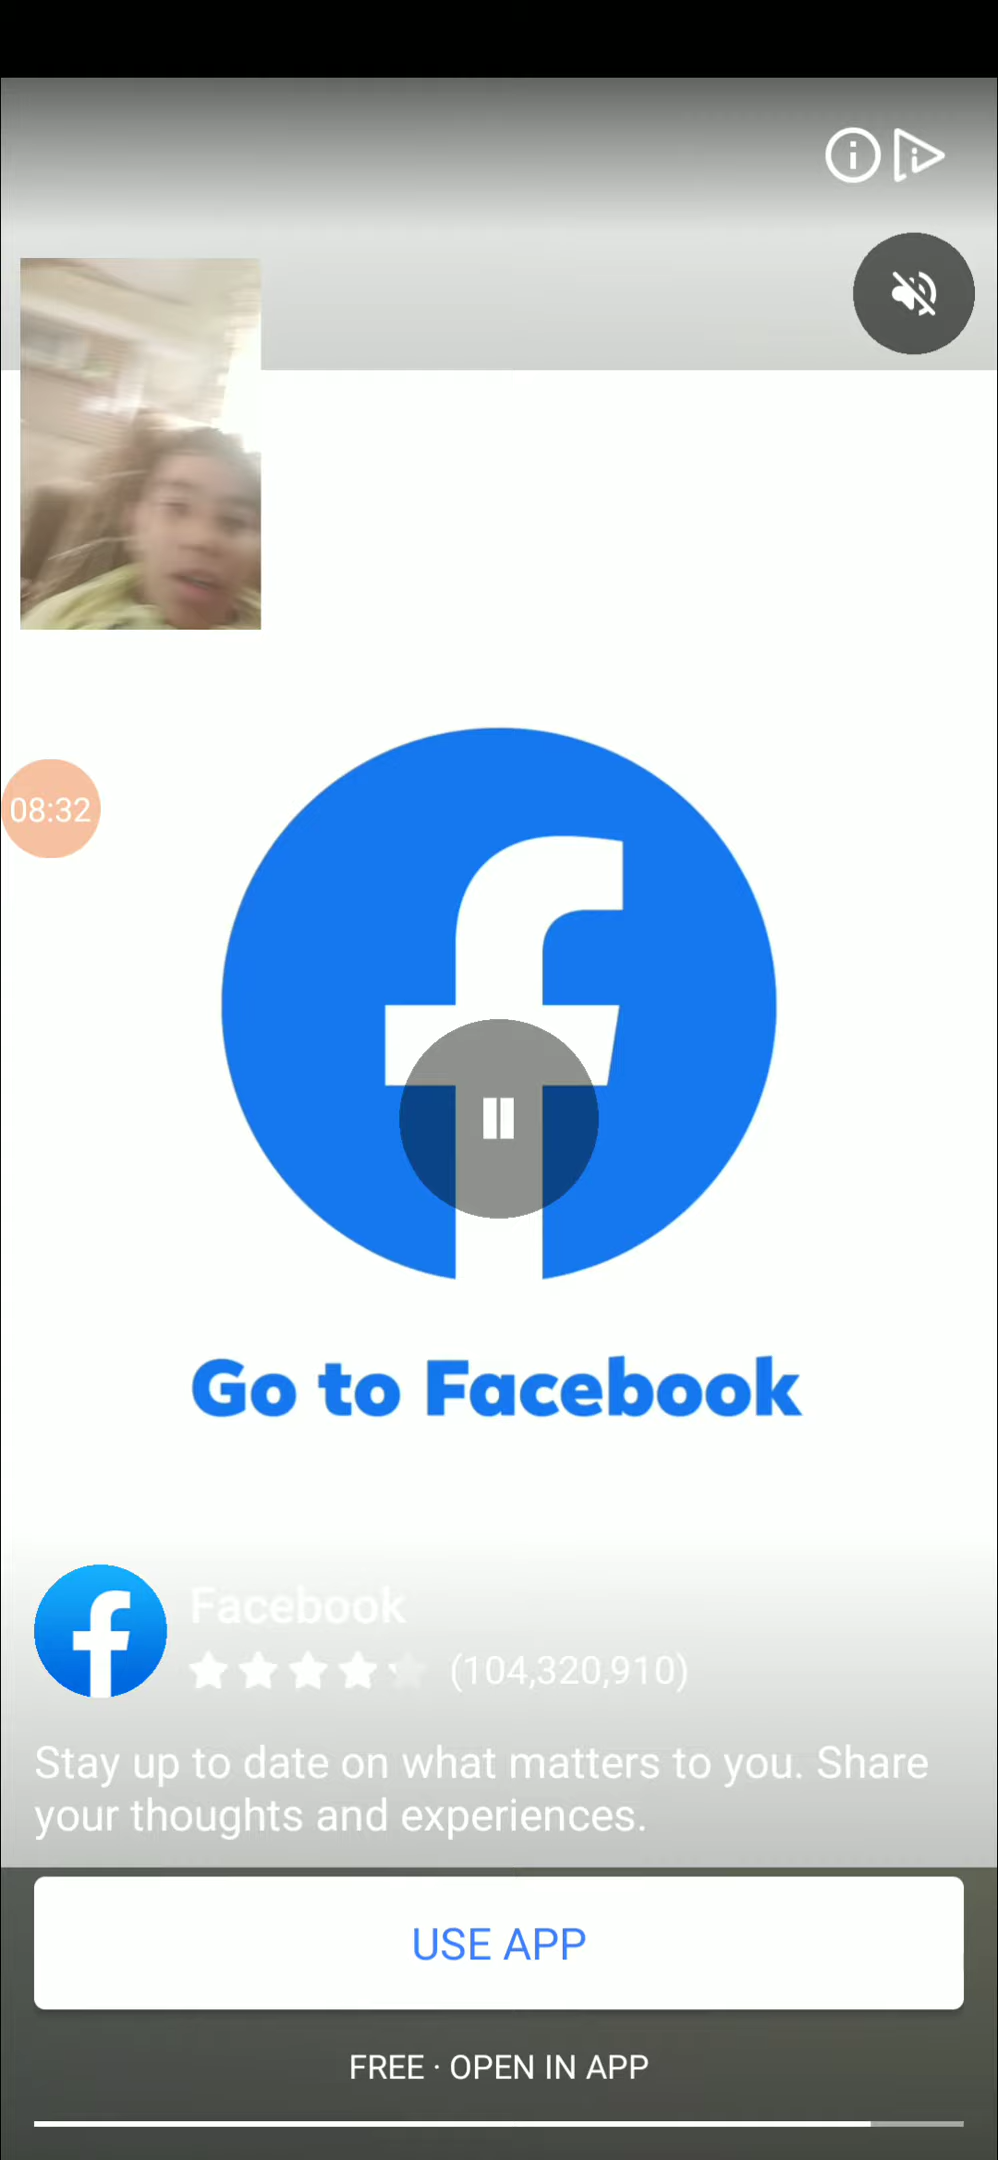 08:32
Go to Facebook
Facebook
(104,320,910)
Stay up to date on what matters to you. Share
your thoughts and experiences.
USE APP
FREE · OPEN IN APP